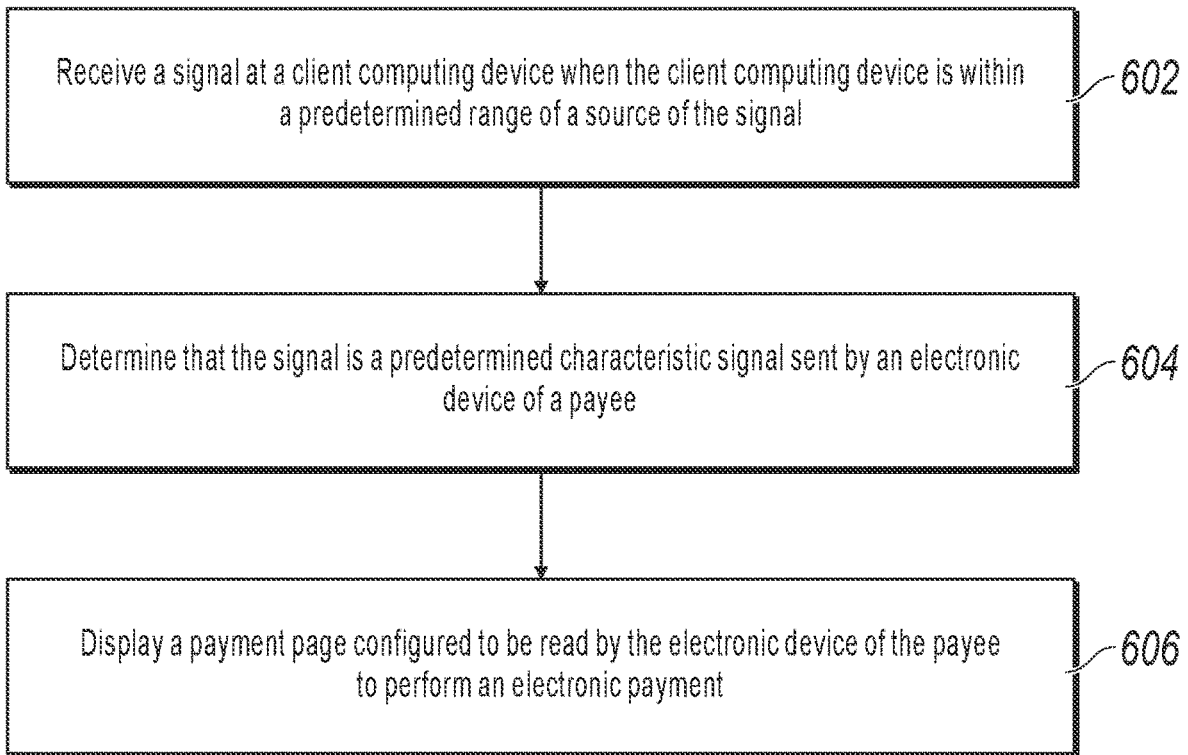 Receive a signal at a client computing device when the client computing device is within
a predetermined range of a source of the signal
602
Determine that the signal is a predetermined characteristic signal sent by an electronic
device of a payee
604
Display a payment page configured to be read by the electronic device of the payee
to perform an electronic payment
606